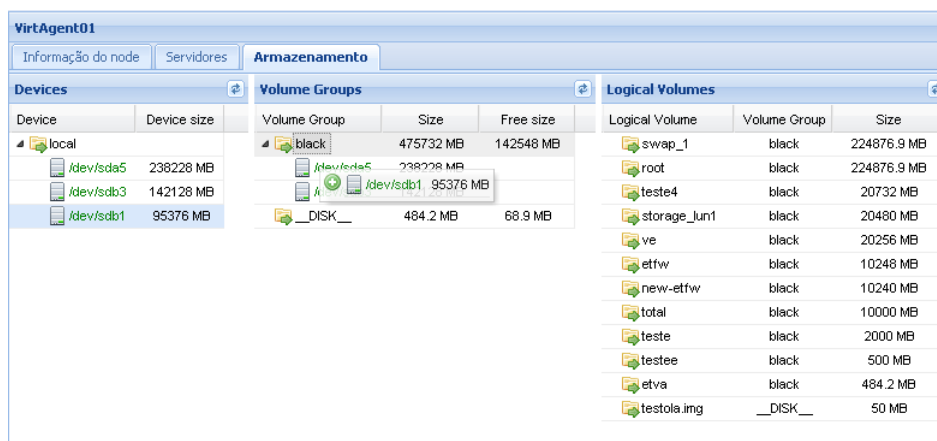 VirtAgent01
Informação do node Servidores Armazenamento
Devices Volume Groups Logical Volumes
Device Device size Volume Group Size Free size Logical Volume Volume Group Size
local black 475732 MB 142548 MB swap_1 black 224876.9 MB
/dev/sda5 238228 MB /dev/sda5 238228 MB root black 224876.9 MB
/dev/sdb3 142128 MB /dev/sdb1 95376 MB teste4 black 20732 MB
/dev/sdb1 95376 MB __DISK__ 484.2 MB 68.9 MB storage_lun1 black 20480 MB
ve black 20256 MB
etfw black 10248 MB
new-etfw black 10240 MB
total black 10000 MB
teste black 2000 MB
testee black 500 MB
etva black 484.2 MB
testola.img __DISK__ 50 MB